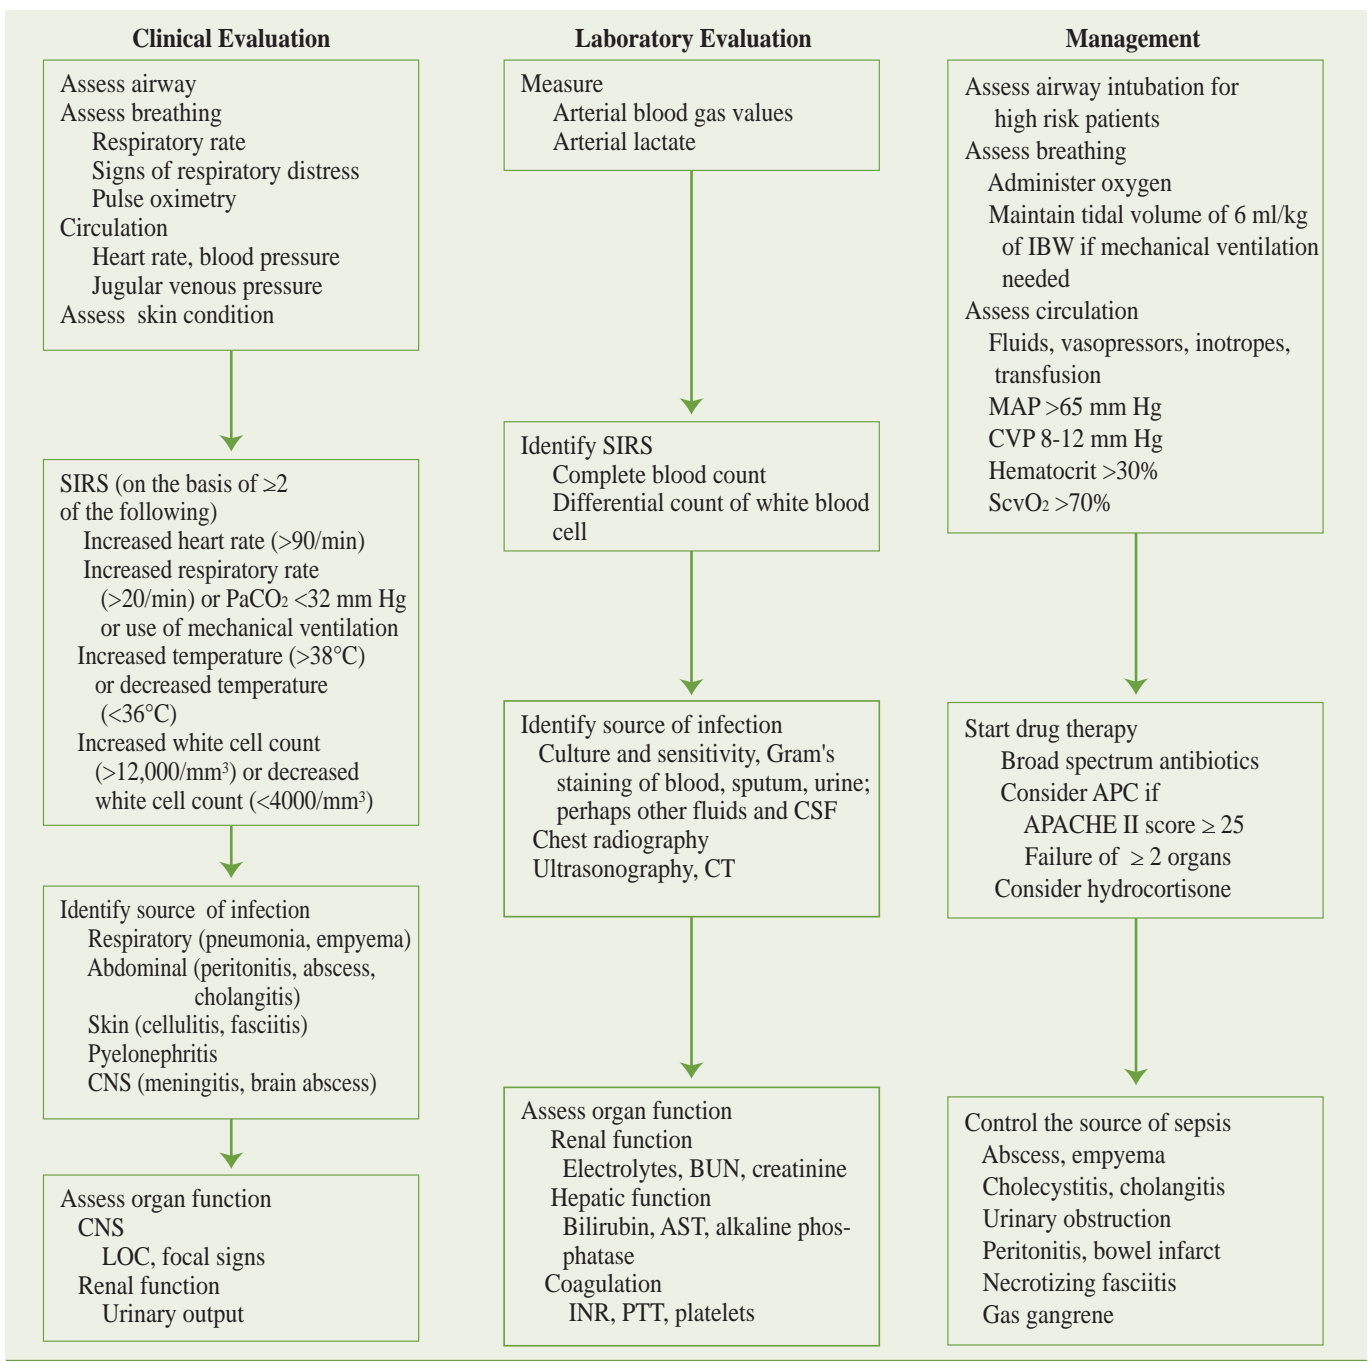 Clinical Evaluation
Assess airway
Assess breathing
Respiratory rate
Signs of respiratory distress
Pulse oximetry
Circulation
Heart rate, blood pressure
Jugular venous pressure
Assess skin condition
SIRS (on the basis of ≥2
of the following)
Increased heart rate (>90/min)
Increased respiratory rate
(>20/min) or PaCO₂ <32 mm Hg
or use of mechanical ventilation
Increased temperature (>38°C)
or decreased temperature
(<36°C)
Increased white cell count
(>12,000/mm³) or decreased
white cell count (<4000/mm³)
Identify source of infection
Respiratory (pneumonia, empyema)
Abdominal (peritonitis, abscess,
cholangitis)
Skin (cellulitis, fasciitis)
Pyelonephritis
CNS (meningitis, brain abscess)
Assess organ function
CNS
LOC, focal signs
Renal function
Urinary output
Laboratory Evaluation
Measure
Arterial blood gas values
Arterial lactate
Identify SIRS
Complete blood count
Differential count of white blood
cell
Identify source of infection
Culture and sensitivity, Gram's
staining of blood, sputum, urine;
perhaps other fluids and CSF
Chest radiography
Ultrasonography, CT
Assess organ function
Renal function
Electrolytes, BUN, creatinine
Hepatic function
Bilirubin, AST, alkaline phos-
phatase
Coagulation
INR, PTT, platelets
Management
Assess airway intubation for
high risk patients
Assess breathing
Administer oxygen
Maintain tidal volume of 6 ml/kg
of IBW if mechanical ventilation
needed
Assess circulation
Fluids, vasopressors, inotropes,
transfusion
MAP >65 mm Hg
CVP 8-12 mm Hg
Hematocrit >30%
ScvO₂ >70%
Start drug therapy
Broad spectrum antibiotics
Consider APC if
APACHE II score ≥ 25
Failure of ≥ 2 organs
Consider hydrocortisone
Control the source of sepsis
Abscess, empyema
Cholecystitis, cholangitis
Urinary obstruction
Peritonitis, bowel infarct
Necrotizing fasciitis
Gas gangrene